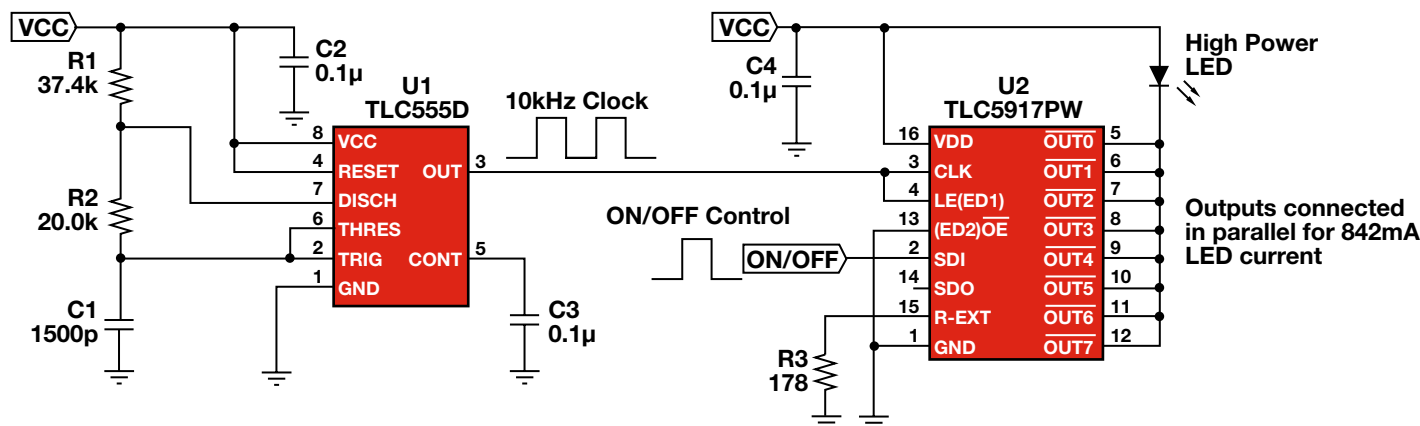 VCC
R1
37.4k
C2
0.1µ
U1
TLC555D
8
VCC
4
RESET
OUT
3
7
DISCH
6
THRES
2
TRIG
CONT
5
1
GND
R2
20.0k
C1
1500p
C3
0.1µ
10kHz Clock
ON/OFF Control
ON/OFF
VCC
C4
0.1µ
High Power
LED
U2
TLC5917PW
16
VDD
OUT0
5
3
CLK
OUT1
6
4
LE(ED1)
OUT2
7
13
(ED2)OE
OUT3
8
2
SDI
OUT4
9
14
SDO
OUT5
10
15
R-EXT
OUT6
11
1
GND
OUT7
12
R3
178
Outputs connected
in parallel for 842mA
LED current